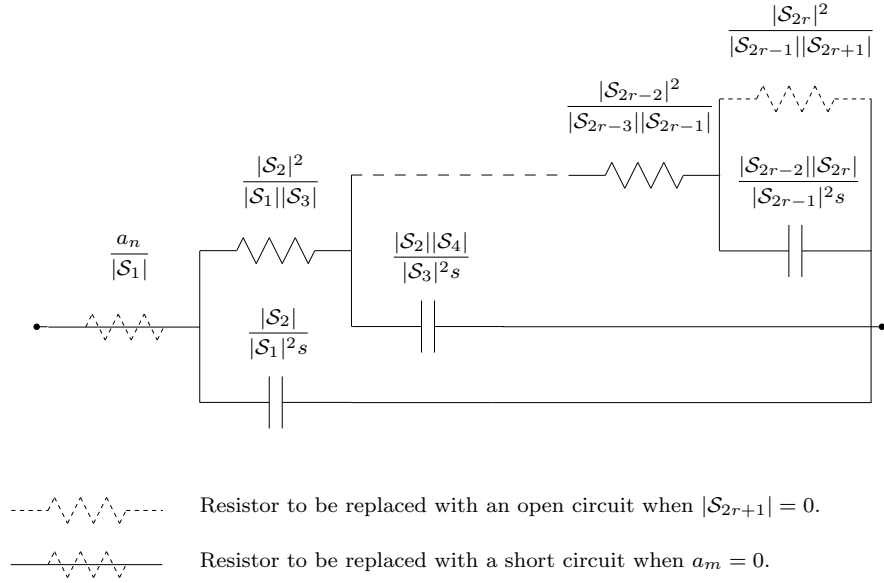 |S_{2r}|^2 / |S_{2r-1}||S_{2r+1}|
|S_{2r-2}|^2 / |S_{2r-3}||S_{2r-1}|
|S_2|^2 / |S_1||S_3|
|S_{2r-2}||S_{2r}| / |S_{2r-1}|^2 s
a_n / |S_1|
|S_2||S_4| / |S_3|^2 s
|S_2| / |S_1|^2 s
Resistor to be replaced with an open circuit when |S_{2r+1}| = 0.
Resistor to be replaced with a short circuit when a_m = 0.